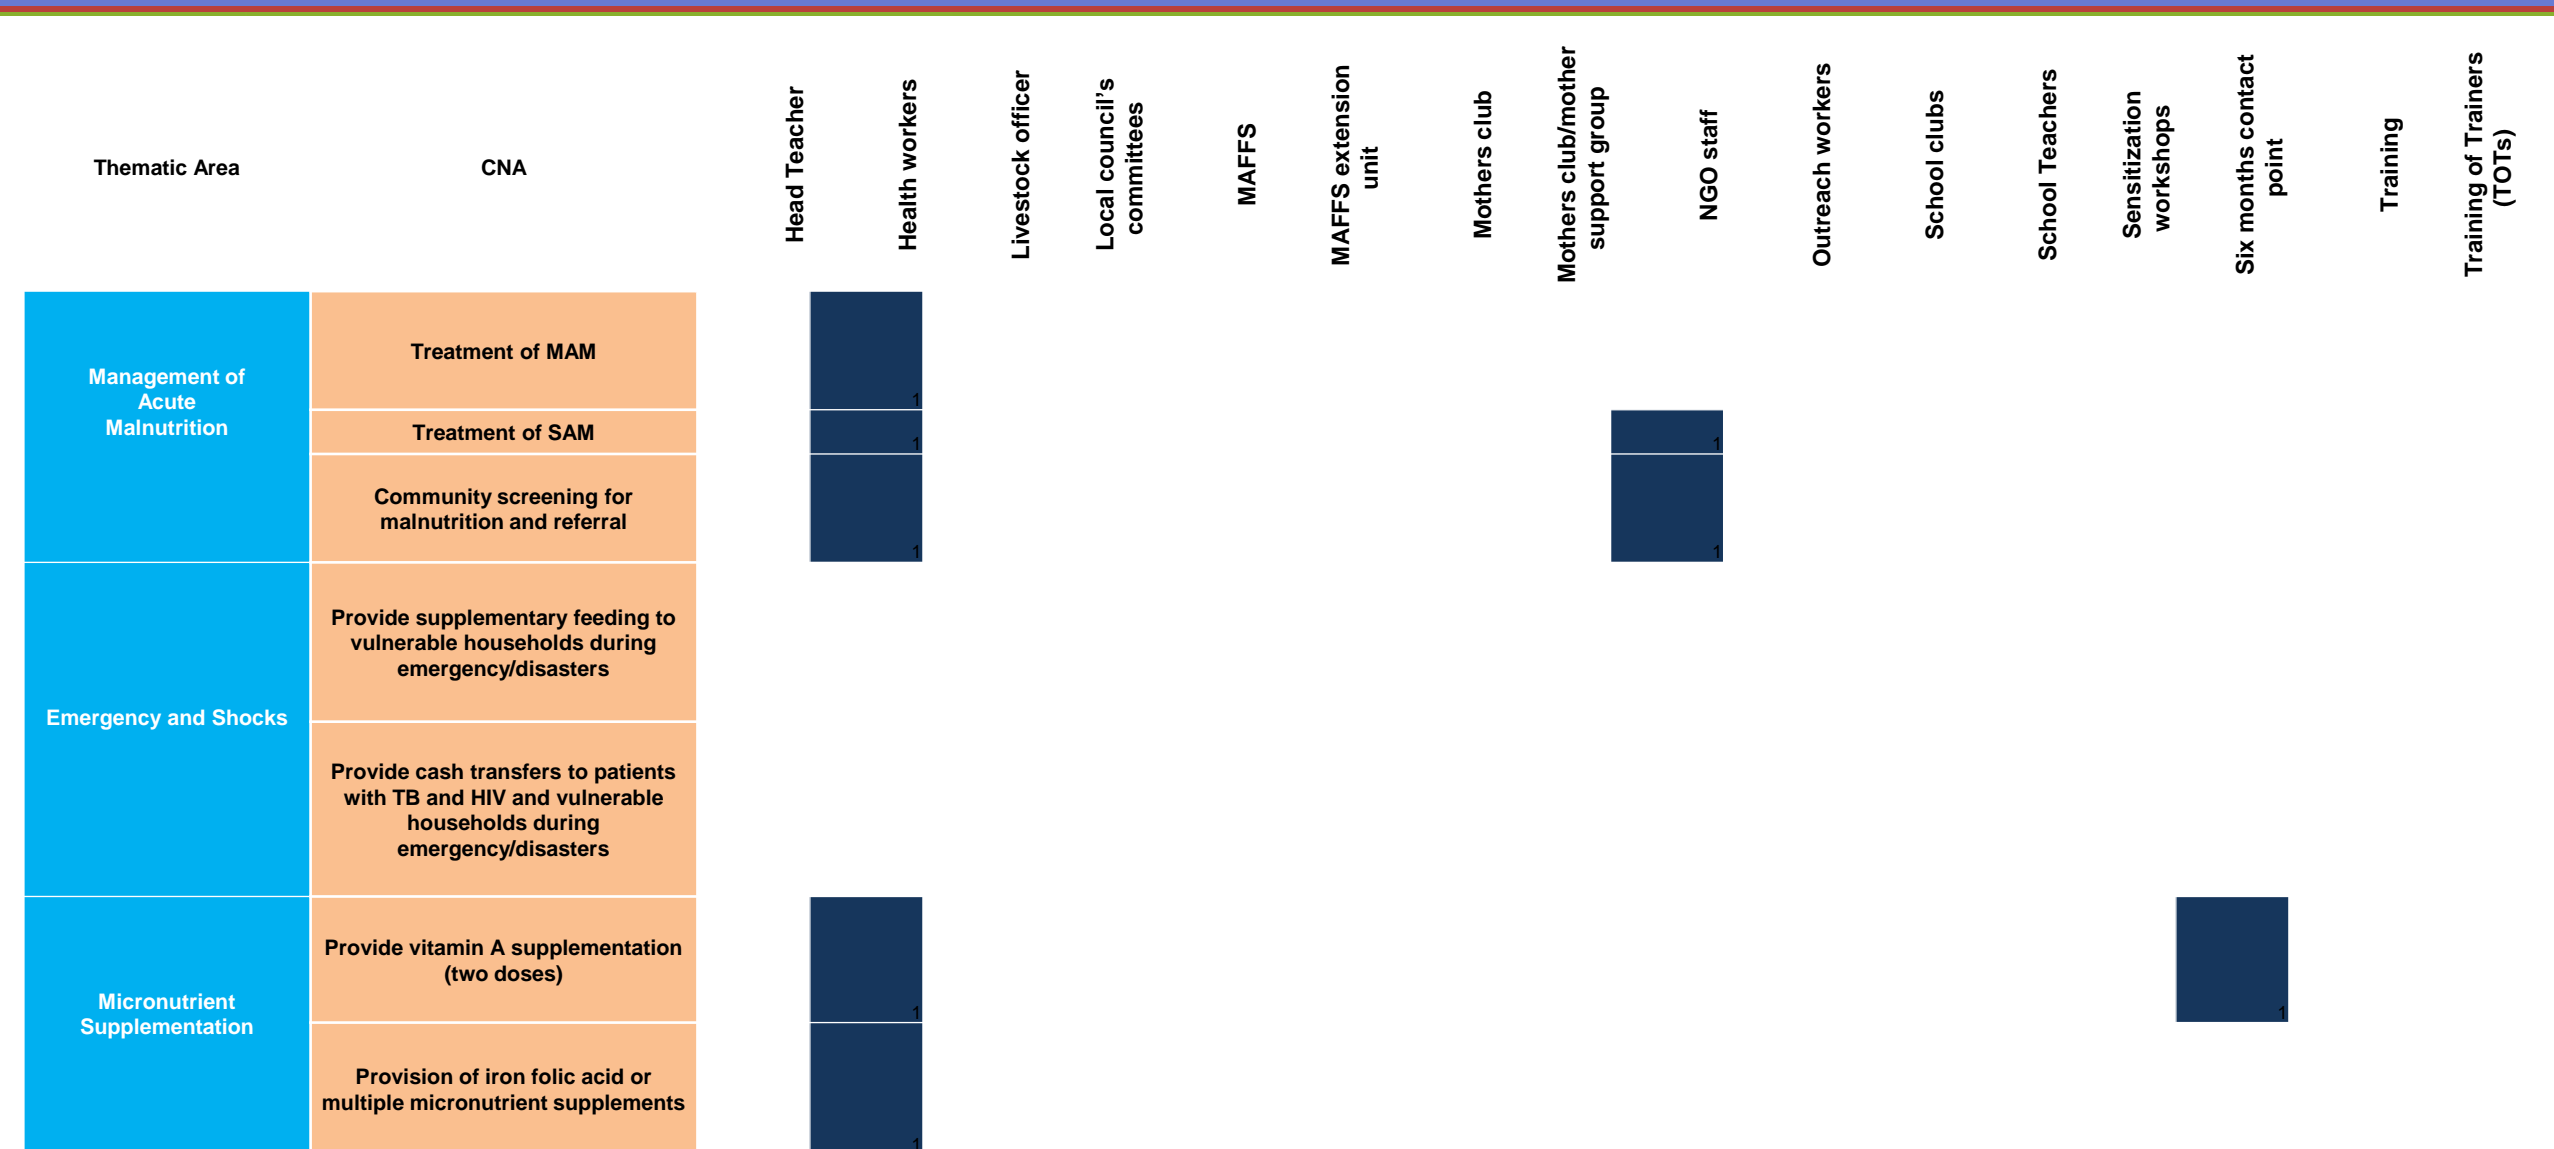 Thematic Area
CNA
Head Teacher
Health workers
Livestock officer
Local council's
committees
MAFFS
MAFFS extension
unit
Mothers club
Mothers club/mother
support group
NGO staff
Outreach workers
School clubs
School Teachers
Sensitization
workshops
Six months contact
point
Training
Training of Trainers
(TOTs)
Management of
Acute
Malnutrition
Treatment of MAM
1
Treatment of SAM
1
1
Community screening for
malnutrition and referral
1
1
Emergency and Shocks
Provide supplementary feeding to
vulnerable households during
emergency/disasters
Provide cash transfers to patients
with TB and HIV and vulnerable
households during
emergency/disasters
Micronutrient
Supplementation
Provide vitamin A supplementation
(two doses)
1
1
Provision of iron folic acid or
multiple micronutrient supplements
1